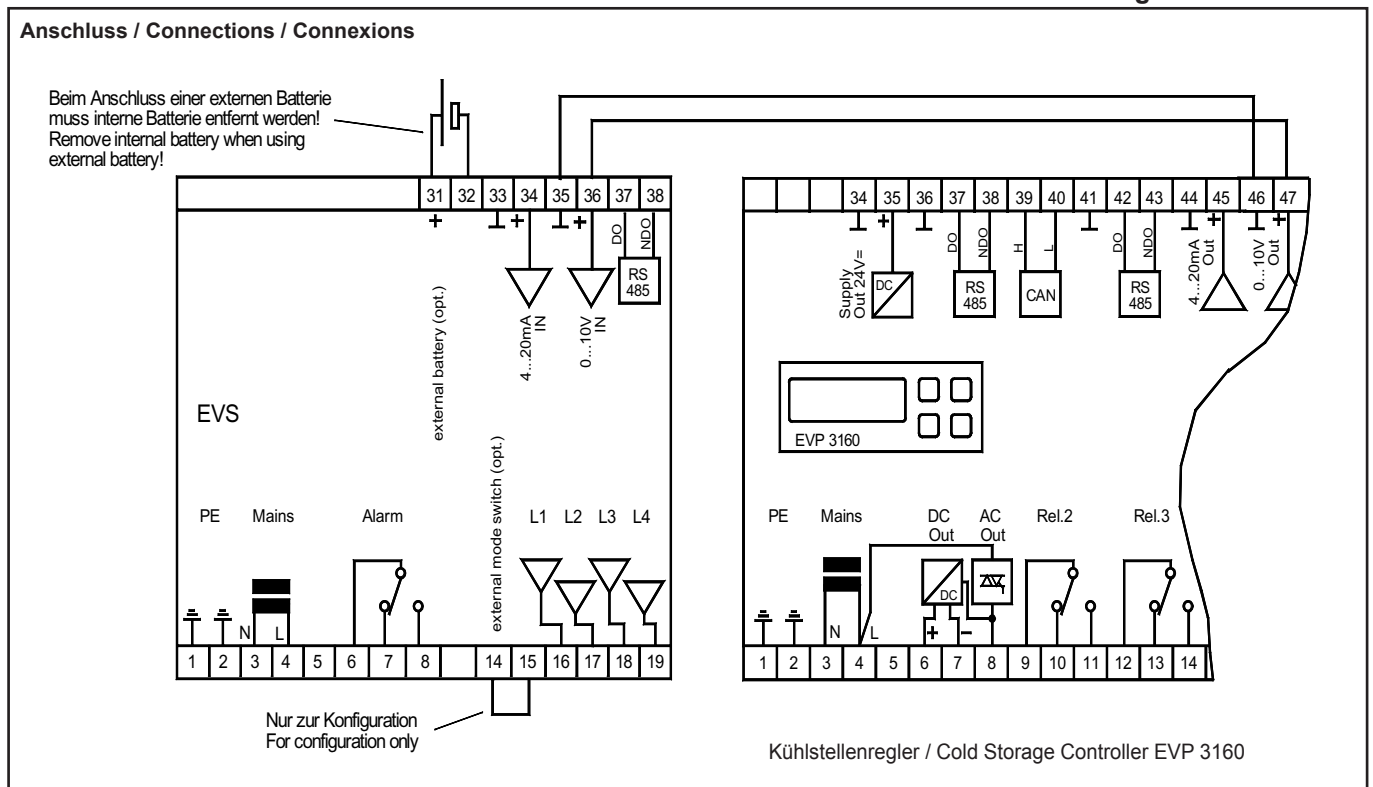 Anschluss / Connections / Connexions
Beim Anschluss einer externen Batterie
muss interne Batterie entfernt werden!
Remove internal battery when using
external battery!
31 32 33 34 35 36 37 38
+ + +
DO NDO
RS
485
external battery (opt.)
4...20mA
IN
0...10V
IN
EVS
external mode switch (opt.)
PE Mains Alarm L1 L2 L3 L4
N L
1 2 3 4 5 6 7 8 14 15 16 17 18 19
Nur zur Konfiguration
For configuration only
34 35 36 37 38 39 40 41 42 43 44 45 46 47
+ + +
Supply
Out 24V=
DC
DO NDO
RS
485
H L
CAN
DO NDO
RS
485
4...20mA
Out
0...10V
Out
EVP 3160
PE Mains DC
Out
AC
Out
Rel.2 Rel.3
DC
N L + –
1 2 3 4 5 6 7 8 9 10 11 12 13 14
Kühlstellenregler / Cold Storage Controller EVP 3160